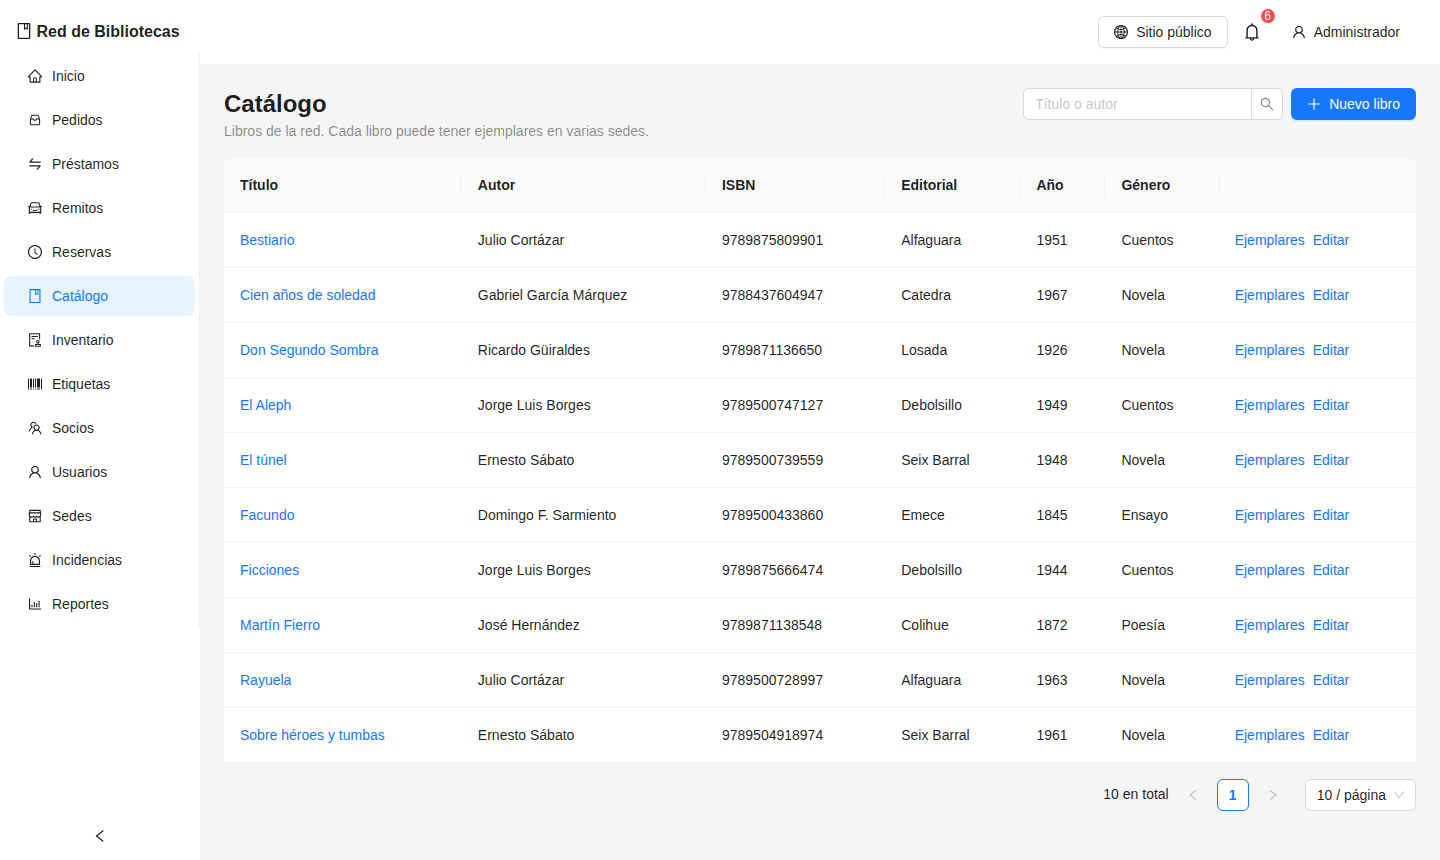 Red de Bibliotecas
Sitio público
6
Administrador
Inicio
Pedidos
Préstamos
Remitos
Reservas
Catálogo
Inventario
Etiquetas
Socios
Usuarios
Sedes
Incidencias
Reportes
Catálogo
Libros de la red. Cada libro puede tener ejemplares en varias sedes.
Título o autor
Nuevo libro
Título Autor ISBN Editorial Año Género
Bestiario Julio Cortázar 9789875809901 Alfaguara 1951 Cuentos Ejemplares Editar
Cien años de soledad Gabriel García Márquez 9788437604947 Catedra 1967 Novela Ejemplares Editar
Don Segundo Sombra Ricardo Güiraldes 9789871136650 Losada 1926 Novela Ejemplares Editar
El Aleph Jorge Luis Borges 9789500747127 Debolsillo 1949 Cuentos Ejemplares Editar
El túnel Ernesto Sábato 9789500739559 Seix Barral 1948 Novela Ejemplares Editar
Facundo Domingo F. Sarmiento 9789500433860 Emece 1845 Ensayo Ejemplares Editar
Ficciones Jorge Luis Borges 9789875666474 Debolsillo 1944 Cuentos Ejemplares Editar
Martín Fierro José Hernández 9789871138548 Colihue 1872 Poesía Ejemplares Editar
Rayuela Julio Cortázar 9789500728997 Alfaguara 1963 Novela Ejemplares Editar
Sobre héroes y tumbas Ernesto Sábato 9789504918974 Seix Barral 1961 Novela Ejemplares Editar
10 en total 1 10 / página